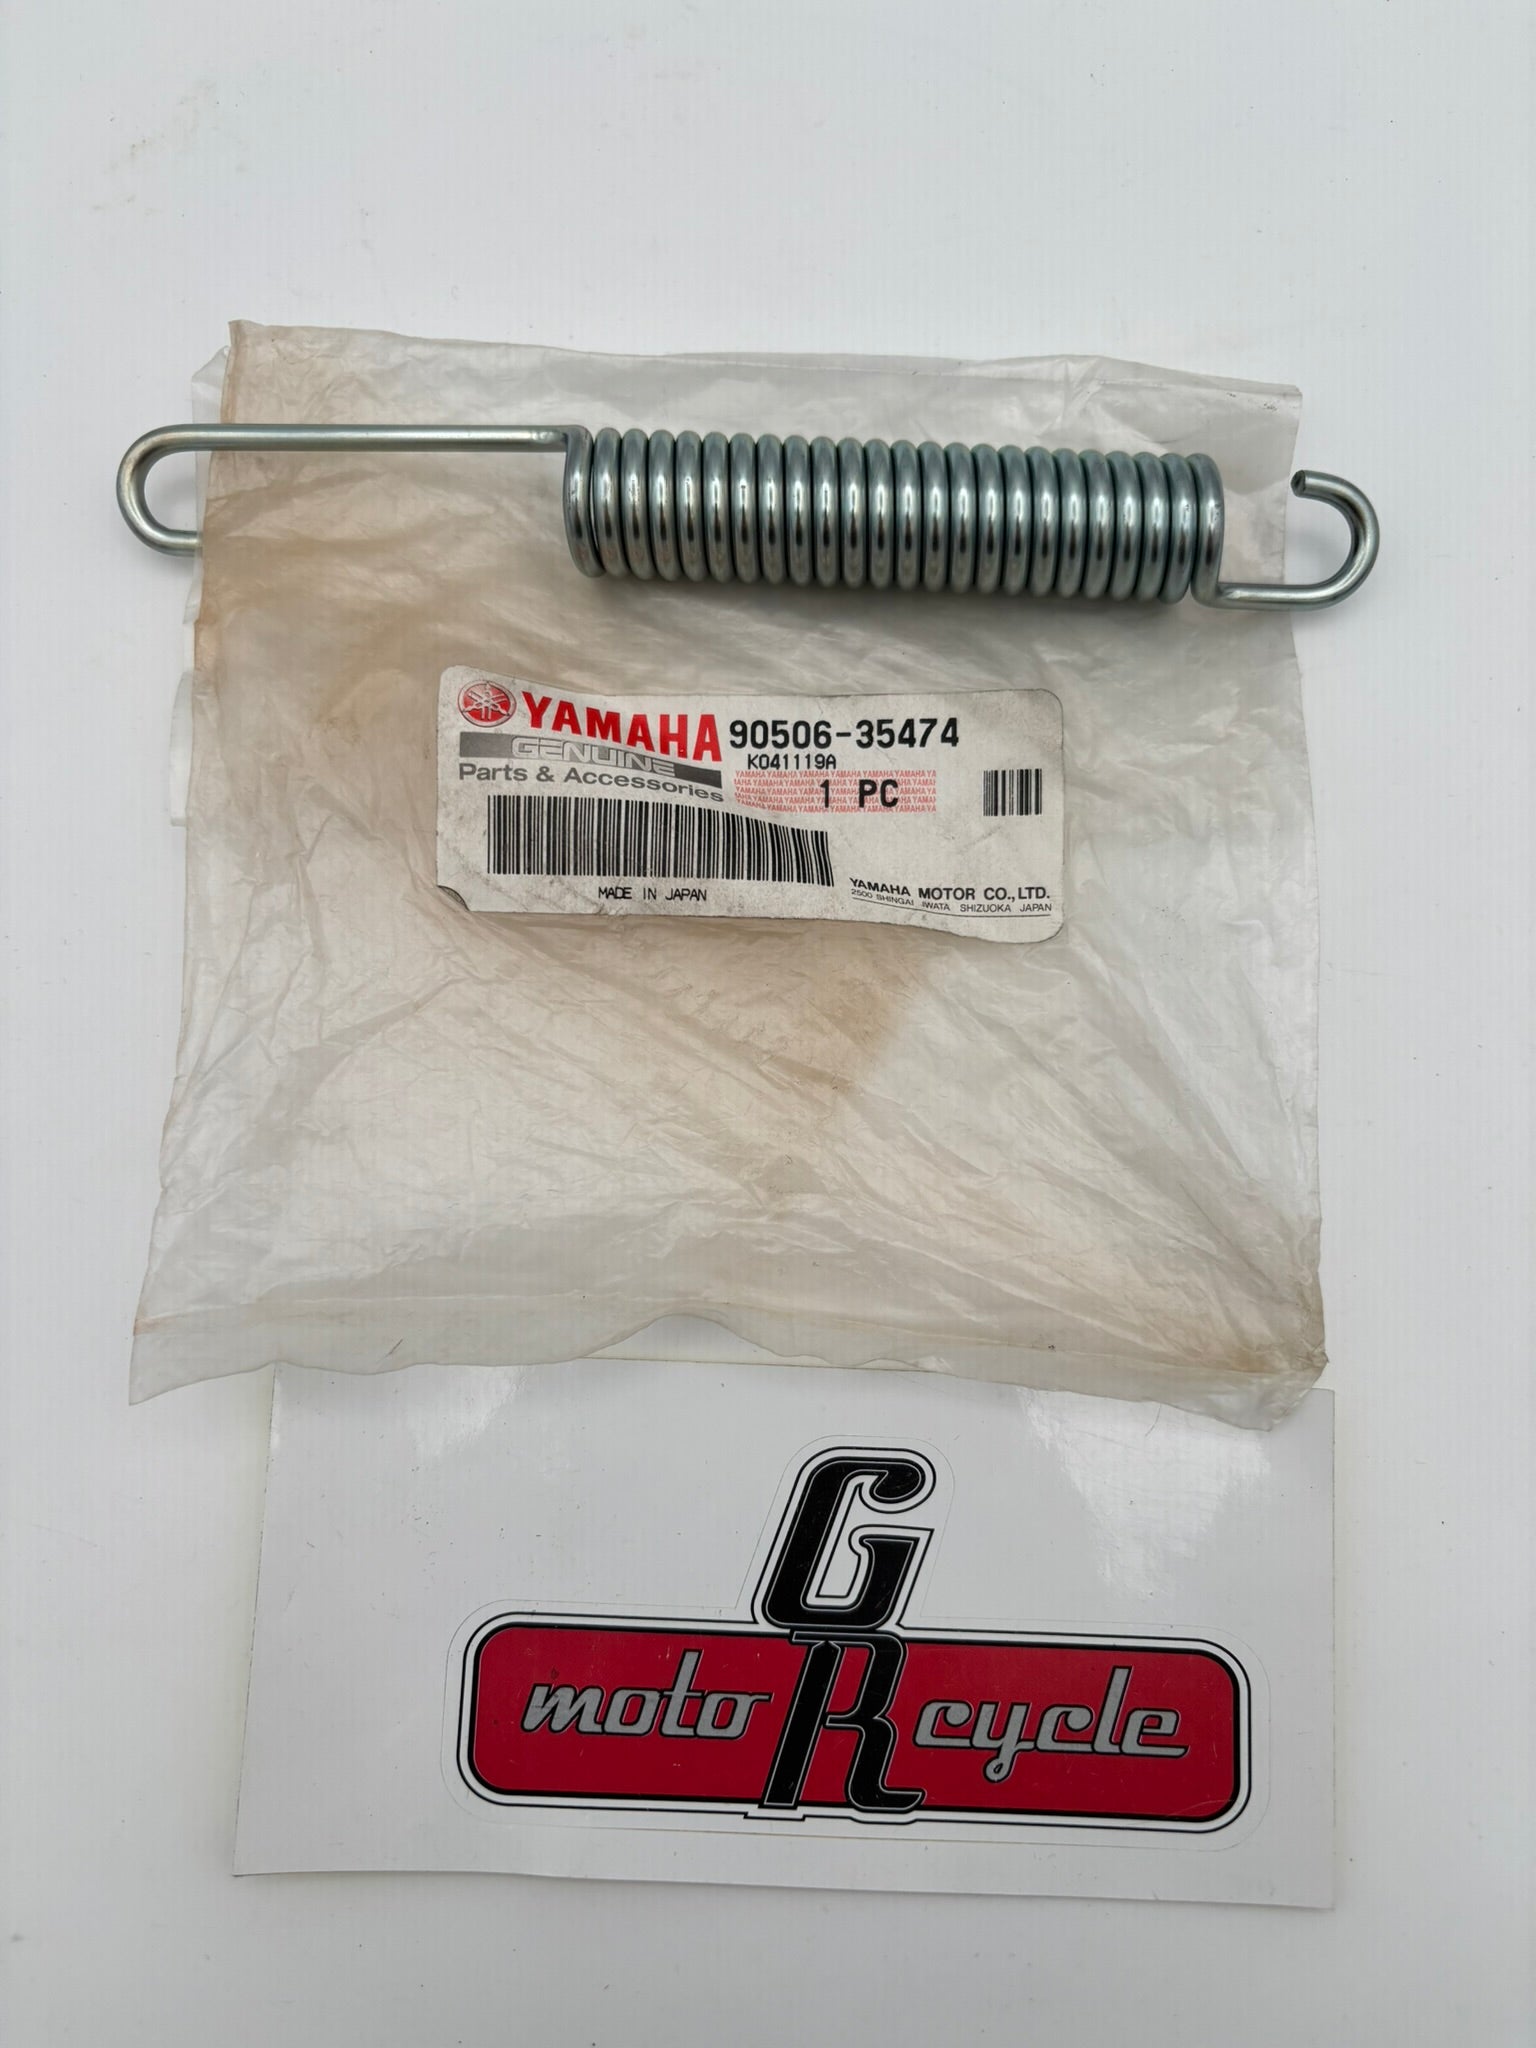 YAMAHA 90506-35474
GENUINE
K041119A
Parts & Accessories
1 PC
MADE IN JAPAN
YAMAHA MOTOR CO.,LTD.
2500 SHINGAI IWATA SHIZUOKA JAPAN
GR
moto cycle